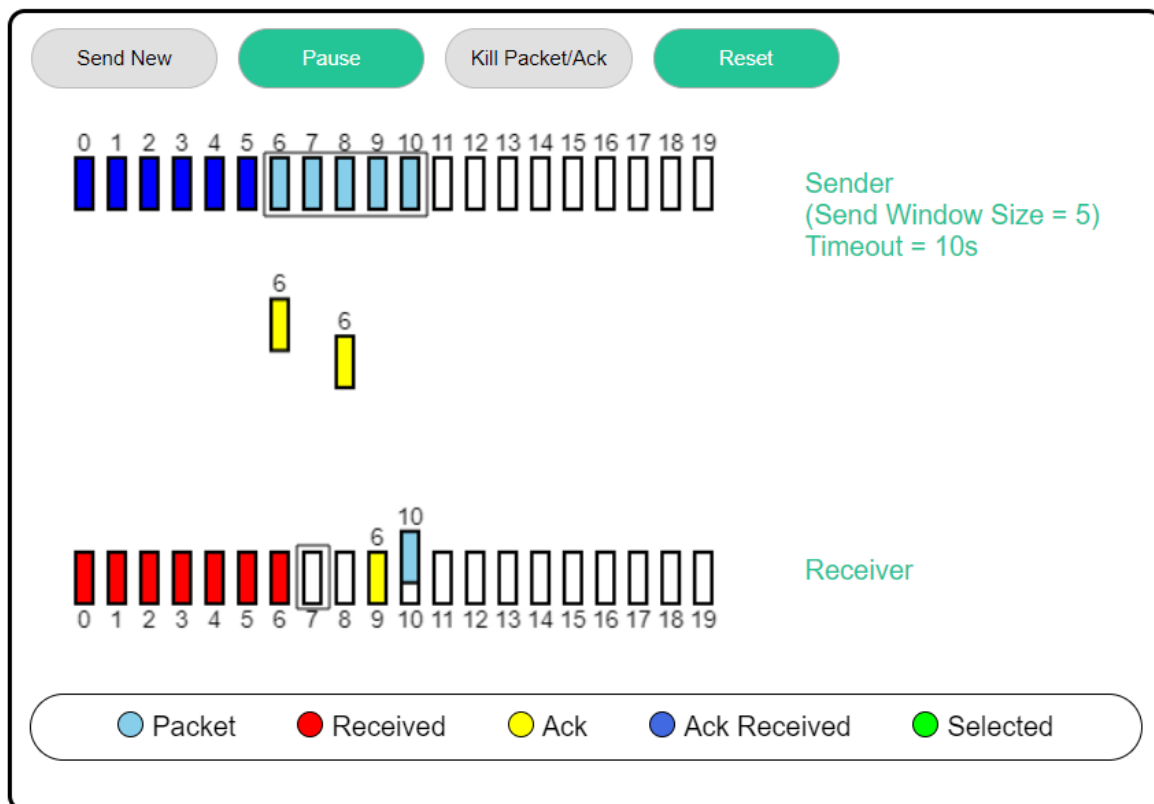 Send New Pause Kill Packet/Ack Reset
0 1 2 3 4 5 6 7 8 9 10 11 12 13 14 15 16 17 18 19
Sender
(Send Window Size = 5)
Timeout = 10s
6
6
10
6
Receiver
0 1 2 3 4 5 6 7 8 9 10 11 12 13 14 15 16 17 18 19
Packet Received Ack Ack Received Selected